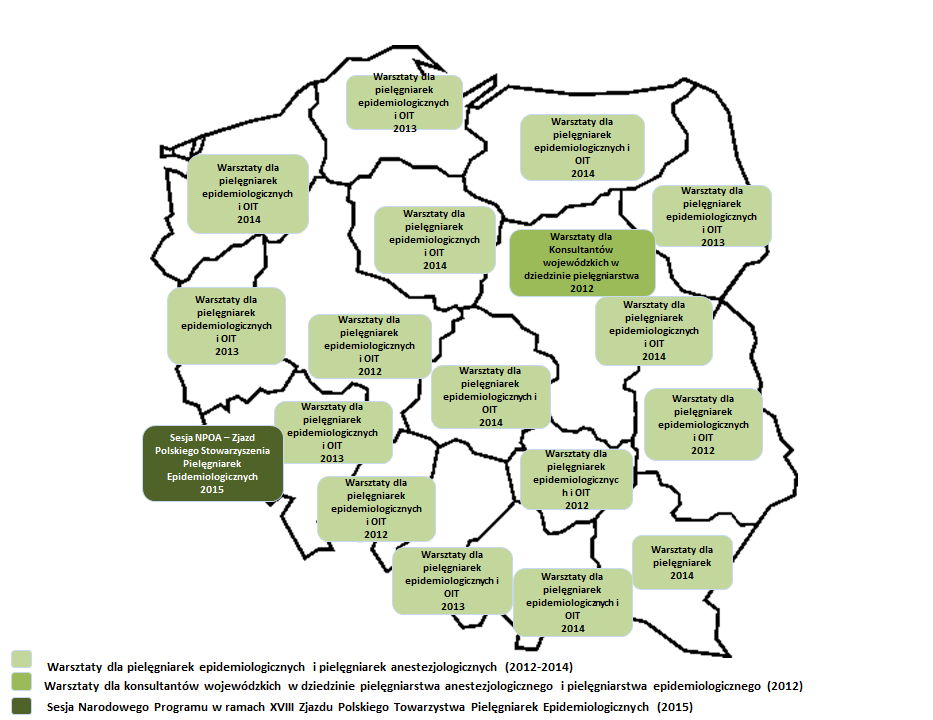 Warsztaty dla
pielęgniarek
epidemiologicznych
i OIT
2013
Warsztaty dla
pielęgniarek
epidemiologicznych i
OIT
2014
Warsztaty dla
pielęgniarek
epidemiologicznych
i OIT
2014
Warsztaty dla
pielęgniarek
epidemiologicznych
i OIT
2013
Warsztaty dla
pielęgniarek
epidemiologicznych
i OIT
2014
Warsztaty dla
Konsultantów
wojewódzkich w
dziedzinie pielęgniarstwa
2012
Warsztaty dla
pielęgniarek
epidemiologicznych
i OIT
2013
Warsztaty dla
pielęgniarek
epidemiologicznych
i OIT
2014
Warsztaty dla
pielęgniarek
epidemiologicznych
i OIT
2012
Warsztaty dla
pielęgniarek
epidemiologicznych i
OIT
2014
Warsztaty dla
pielęgniarek
epidemiologicznych
i OIT
2012
Warsztaty dla
pielęgniarek
epidemiologicznych
i OIT
2013
Sesja NPOA – Zjazd
Polskiego Stowarzyszenia
Pielęgniarek
Epidemiologicznych
2015
Warsztaty dla
pielęgniarek
epidemiologicznyc
h i OIT
2012
Warsztaty dla
pielęgniarek
epidemiologicznych
i OIT
2012
Warsztaty dla
pielęgniarek
2014
Warsztaty dla
pielęgniarek
epidemiologicznych i
OIT
2013
Warsztaty dla
pielęgniarek
epidemiologicznych i
OIT
2014
Warsztaty dla pielęgniarek epidemiologicznych i pielęgniarek anestezjologicznych (2012-2014)
Warsztaty dla konsultantów wojewódzkich w dziedzinie pielęgniarstwa anestezjologicznego i pielęgniarstwa epidemiologicznego (2012)
Sesja Narodowego Programu w ramach XVIII Zjazdu Polskiego Towarzystwa Pielęgniarek Epidemiologicznych (2015)